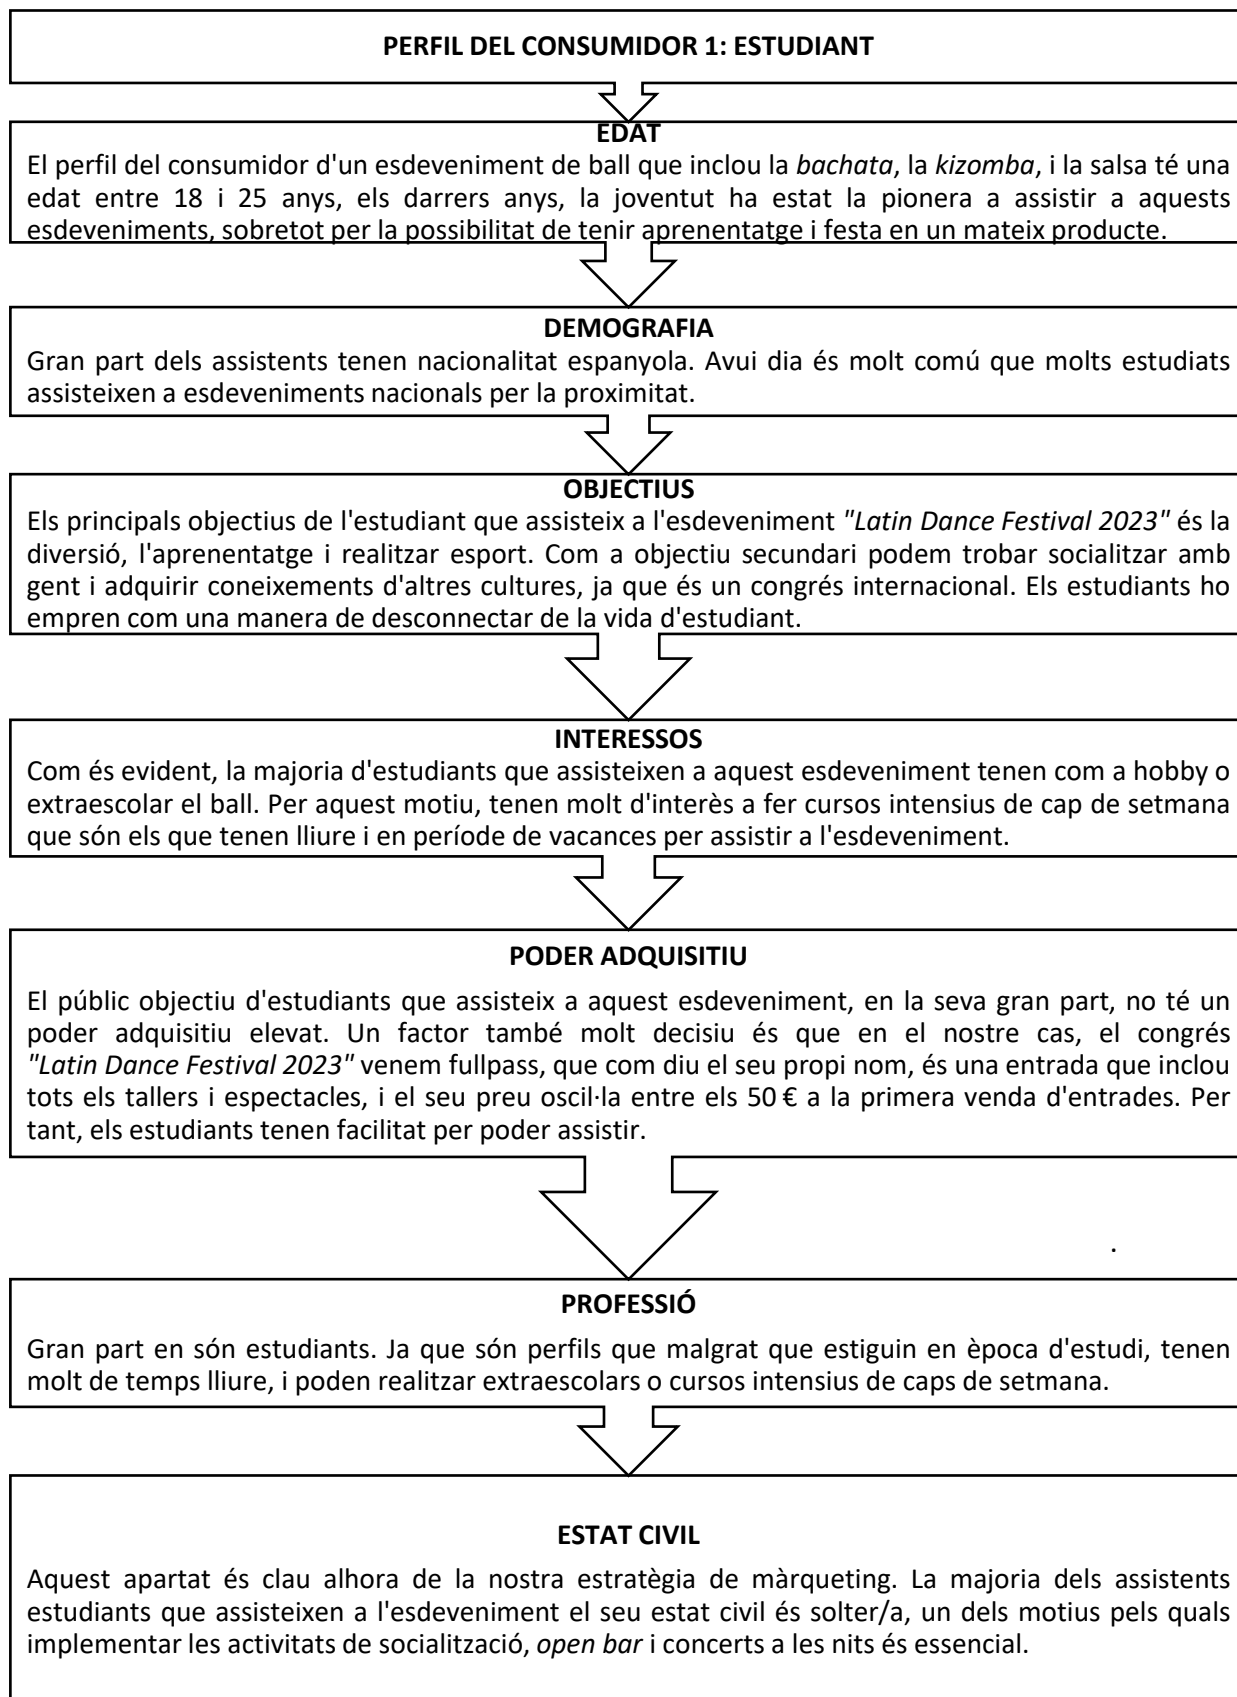 PERFIL DEL CONSUMIDOR 1: ESTUDIANT
EDAT
El perfil del consumidor d'un esdeveniment de ball que inclou la bachata, la kizomba, i la salsa té una
edat entre 18 i 25 anys, els darrers anys, la joventut ha estat la pionera a assistir a aquests
esdeveniments, sobretot per la possibilitat de tenir aprenentatge i festa en un mateix producte.
DEMOGRAFIA
Gran part dels assistents tenen nacionalitat espanyola. Avui dia és molt comú que molts estudiats
assisteixen a esdeveniments nacionals per la proximitat.
OBJECTIUS
Els principals objectius de l'estudiant que assisteix a l'esdeveniment "Latin Dance Festival 2023" és la
diversió, l'aprenentatge i realitzar esport. Com a objectiu secundari podem trobar socialitzar amb
gent i adquirir coneixements d'altres cultures, ja que és un congrés internacional. Els estudiants ho
empren com una manera de desconnectar de la vida d'estudiant.
INTERESSOS
Com és evident, la majoria d'estudiants que assisteixen a aquest esdeveniment tenen com a hobby o
extraescolar el ball. Per aquest motiu, tenen molt d'interès a fer cursos intensius de cap de setmana
que són els que tenen lliure i en període de vacances per assistir a l'esdeveniment.
PODER ADQUISITIU
El públic objectiu d'estudiants que assisteix a aquest esdeveniment, en la seva gran part, no té un
poder adquisitiu elevat. Un factor també molt decisiu és que en el nostre cas, el congrés
"Latin Dance Festival 2023" venem fullpass, que com diu el seu propi nom, és una entrada que inclou
tots els tallers i espectacles, i el seu preu oscil·la entre els 50 € a la primera venda d'entrades. Per
tant, els estudiants tenen facilitat per poder assistir.
.
PROFESSIÓ
Gran part en són estudiants. Ja que són perfils que malgrat que estiguin en època d'estudi, tenen
molt de temps lliure, i poden realitzar extraescolars o cursos intensius de caps de setmana.
ESTAT CIVIL
Aquest apartat és clau alhora de la nostra estratègia de màrqueting. La majoria dels assistents
estudiants que assisteixen a l'esdeveniment el seu estat civil és solter/a, un dels motius pels quals
implementar les activitats de socialització, open bar i concerts a les nits és essencial.